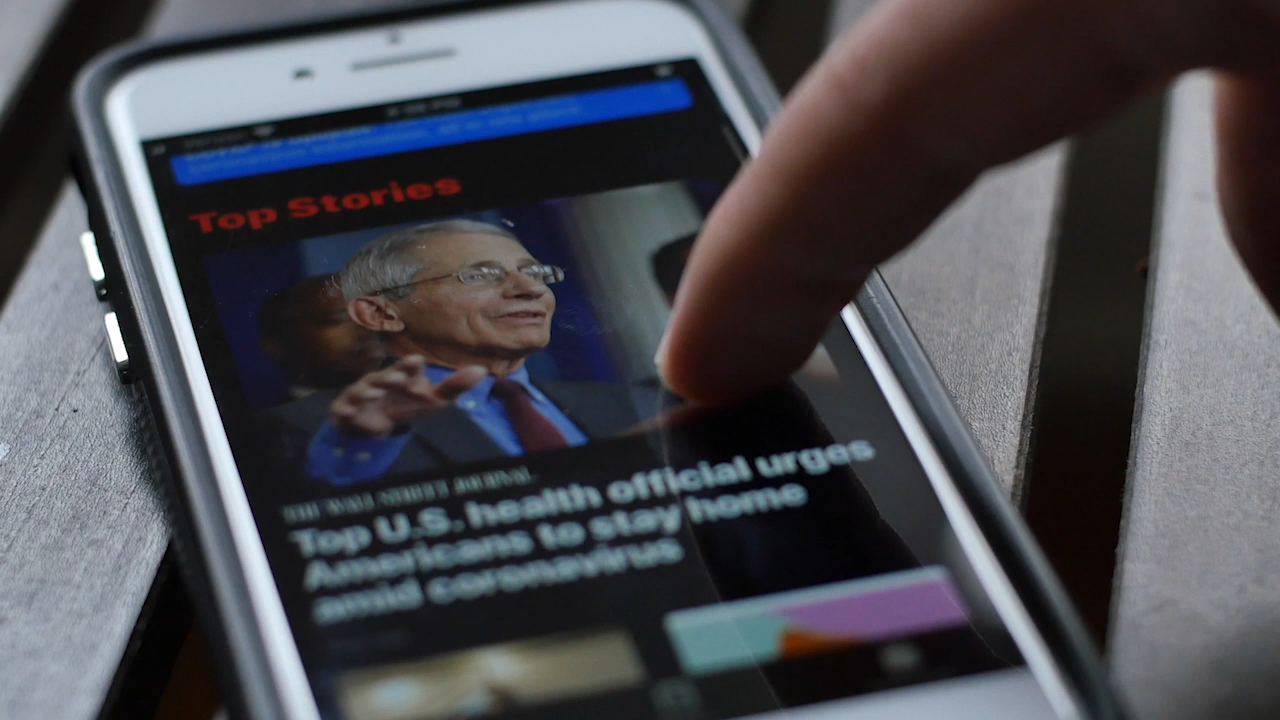 Top Stories
THE WALL STREET JOURNAL
Top U.S. health official urges
Americans to stay home
amid coronavirus